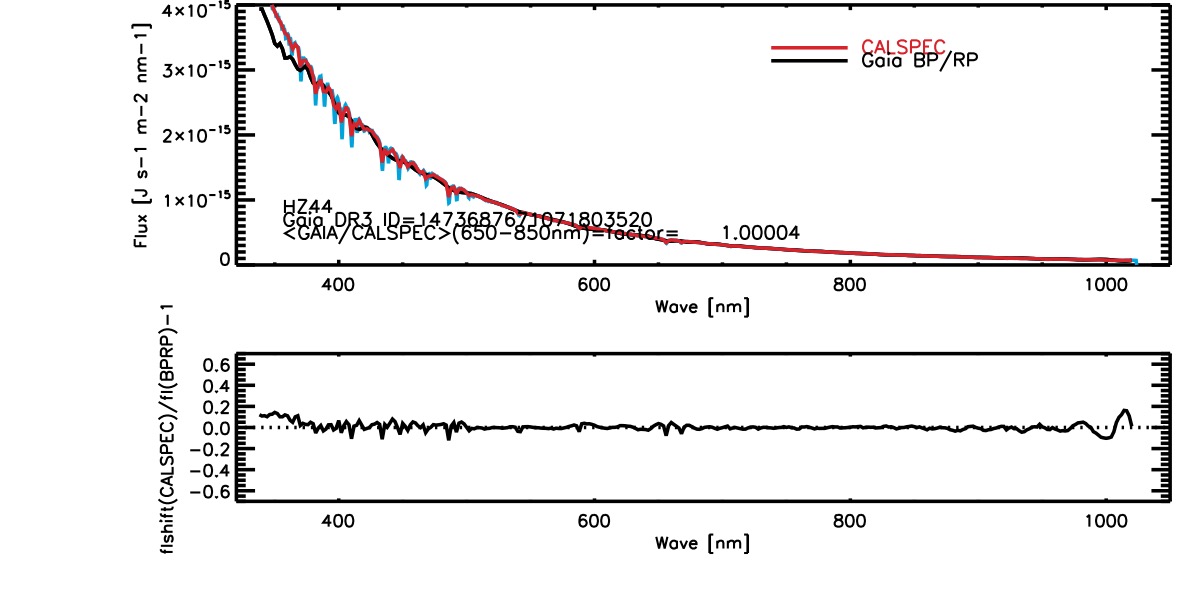 4×10−15
3×10−15
2×10−15
1×10−15
0
Flux [J s−1 m−2 nm−1]
CALSPEC
Gaia BP/RP
HZ44
Gaia DR3 ID=1473687671071803520
<GAIA/CALSPEC>(650−850nm)=factor= 1.00004
400 600 800 1000
Wave [nm]
flshift(CALSPEC)/fl(BPRP)−1
0.6
0.4
0.2
0.0
−0.2
−0.4
−0.6
400 600 800 1000
Wave [nm]